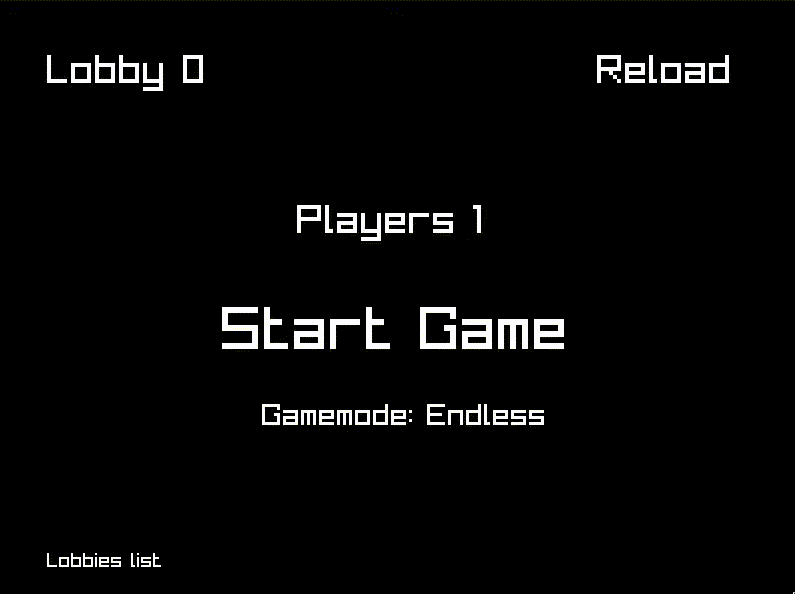 Lobby 0
Reload
Players 1
Start Game
Gamemode: Endless
Lobbies list